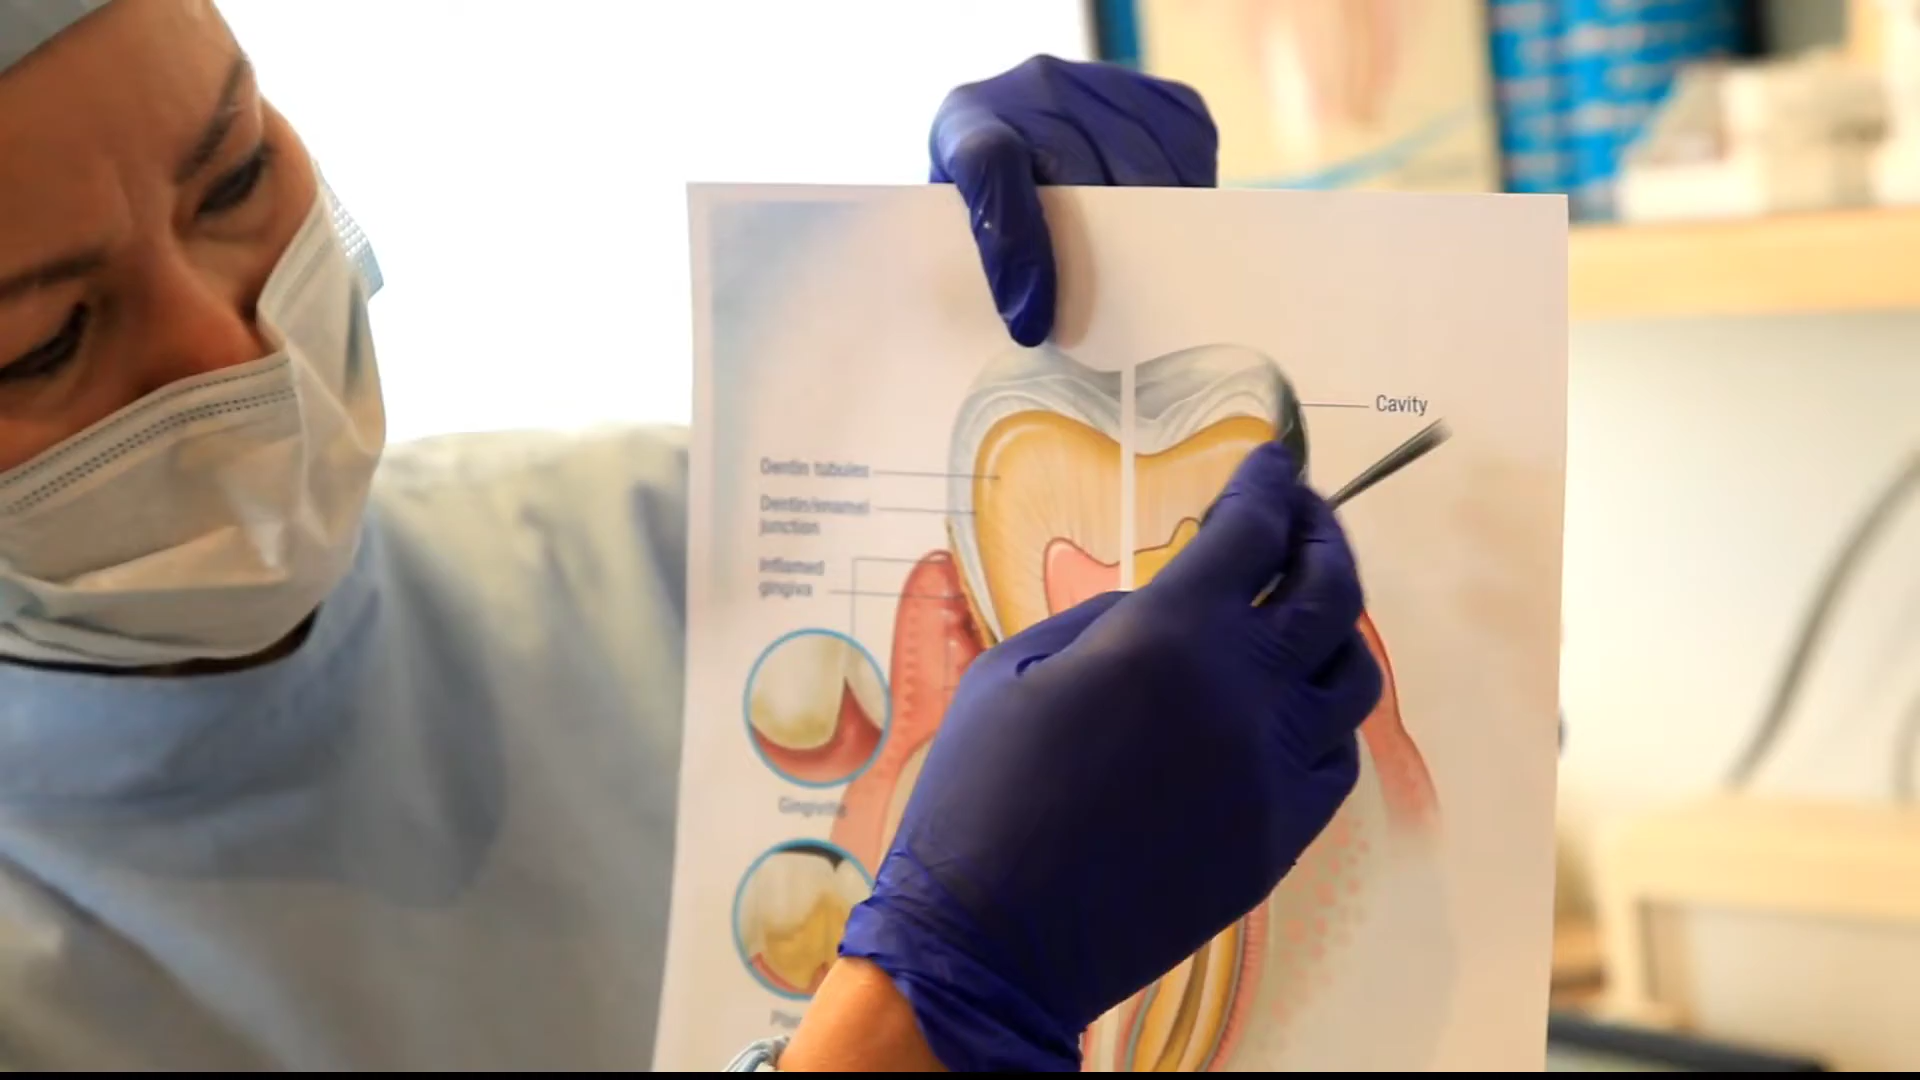 Cavity
Dentin tubules
Dentin/enamel
junction
Inflamed
gingiva
Gingivitis